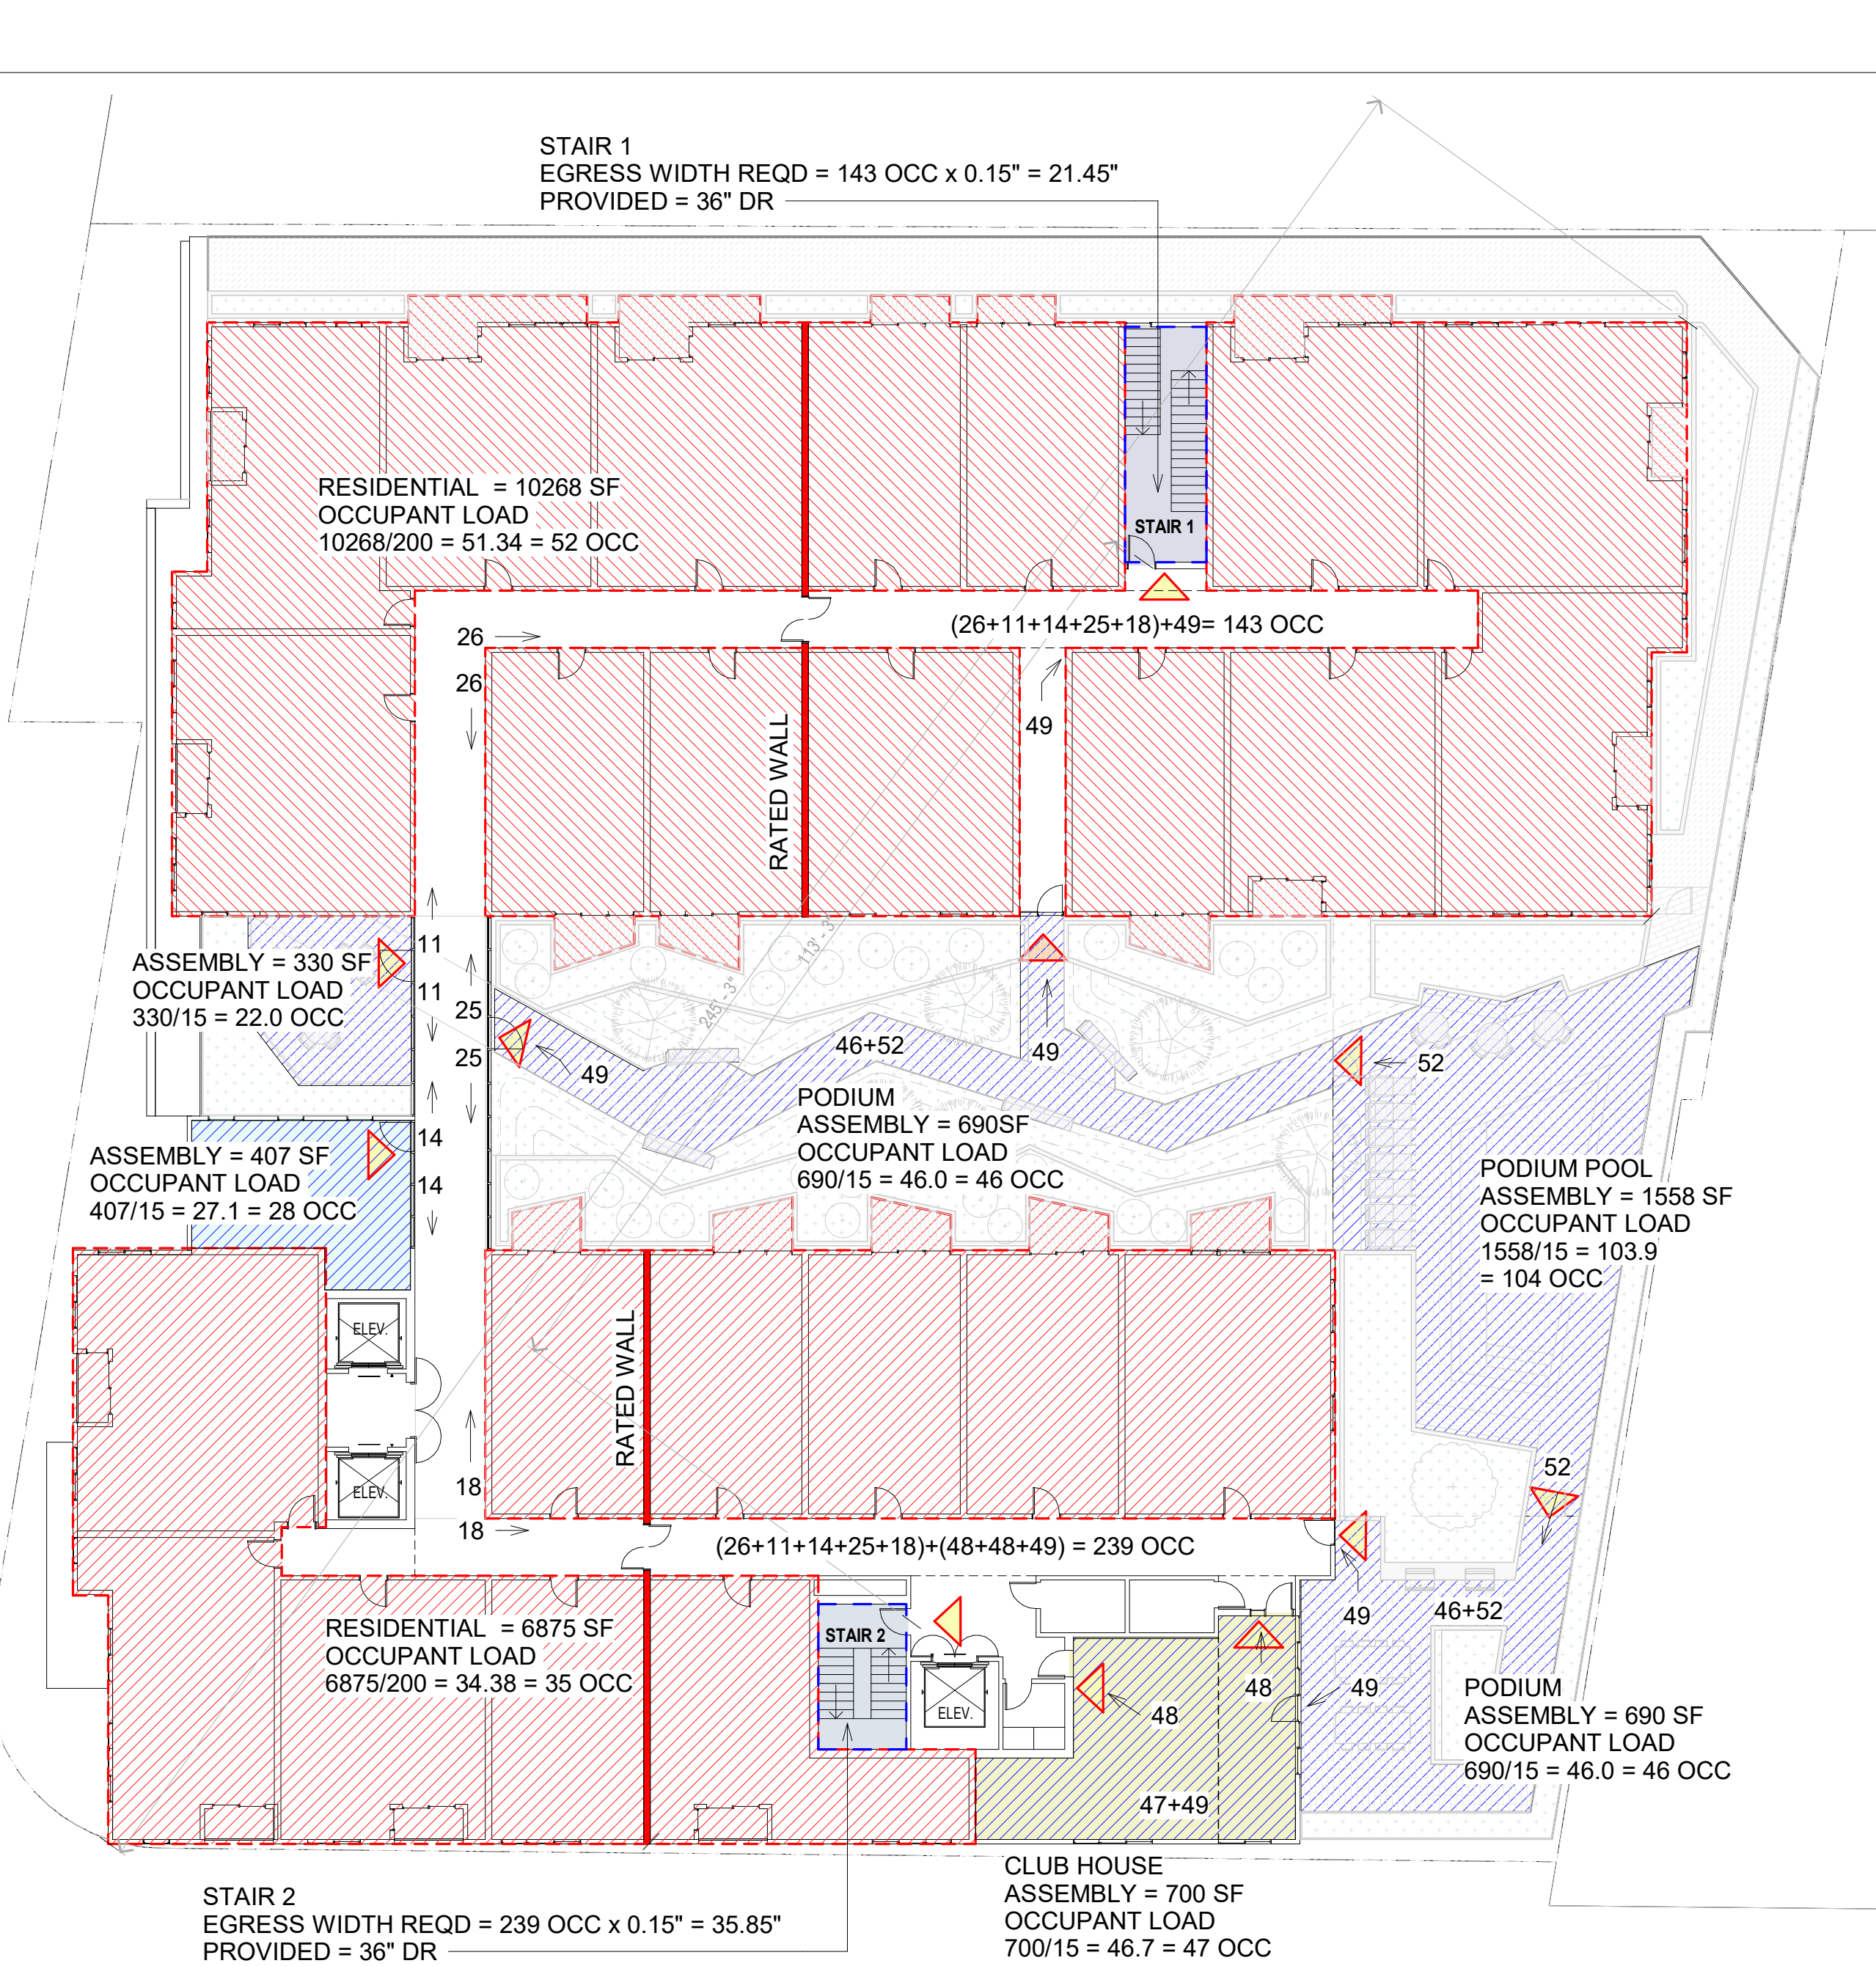 STAIR 1
EGRESS WIDTH REQD = 143 OCC x 0.15" = 21.45"
PROVIDED = 36" DR
RESIDENTIAL = 10268 SF
OCCUPANT LOAD
10268/200 = 51.34 = 52 OCC
STAIR 1
26
(26+11+14+25+18)+49= 143 OCC
26
49
RATED WALL
113' - 3"
245' - 3"
11
ASSEMBLY = 330 SF
OCCUPANT LOAD
330/15 = 22.0 OCC
11
25
25
49
46+52
49
52
PODIUM
ASSEMBLY = 690SF
OCCUPANT LOAD
690/15 = 46.0 = 46 OCC
14
ASSEMBLY = 407 SF
OCCUPANT LOAD
407/15 = 27.1 = 28 OCC
14
PODIUM POOL
ASSEMBLY = 1558 SF
OCCUPANT LOAD
1558/15 = 103.9
= 104 OCC
ELEV.
RATED WALL
ELEV.
18
18
52
(26+11+14+25+18)+(48+48+49) = 239 OCC
RESIDENTIAL = 6875 SF
OCCUPANT LOAD
6875/200 = 34.38 = 35 OCC
STAIR 2
ELEV.
48
48
49
46+52
49
PODIUM
ASSEMBLY = 690 SF
OCCUPANT LOAD
690/15 = 46.0 = 46 OCC
47+49
CLUB HOUSE
ASSEMBLY = 700 SF
OCCUPANT LOAD
700/15 = 46.7 = 47 OCC
STAIR 2
EGRESS WIDTH REQD = 239 OCC x 0.15" = 35.85"
PROVIDED = 36" DR